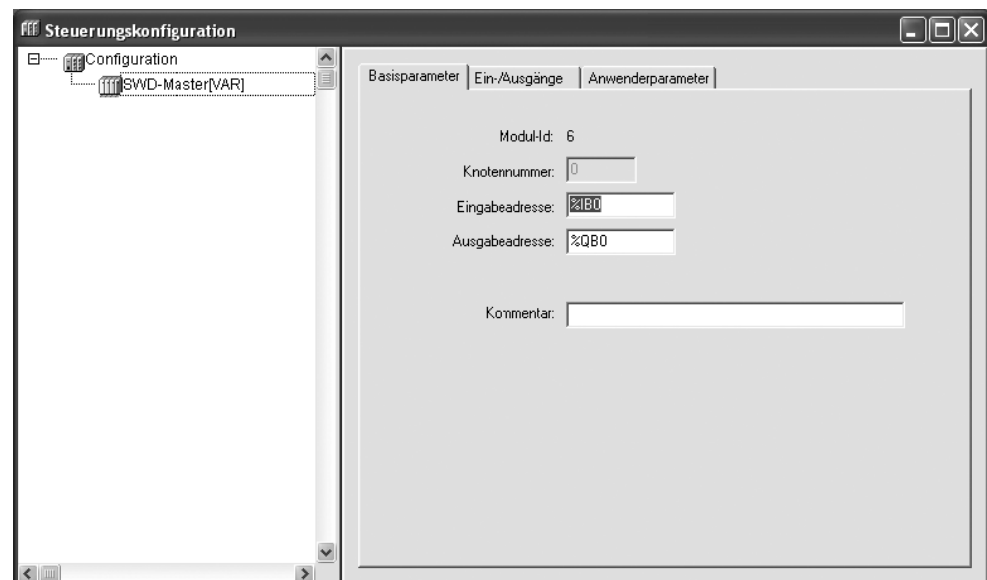 Steuerungskonfiguration
Configuration
SWD-Master[VAR]
Basisparameter
Ein-/Ausgänge
Anwenderparameter
Modul-Id: 6
Knotennummer: 0
Eingabeadresse: %IB0
Ausgabeadresse: %QB0
Kommentar: